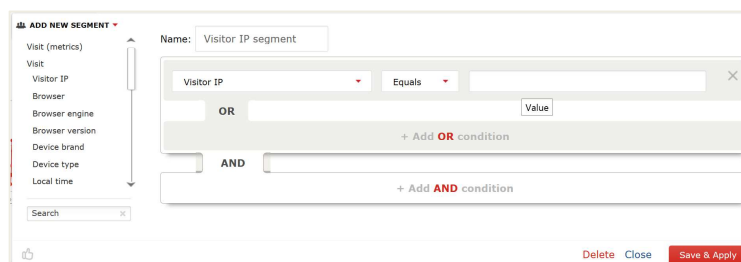 ADD NEW SEGMENT
Visit (metrics)
Visit
Visitor IP
Browser
Browser engine
Browser version
Device brand
Device type
Local time
Search
Name: Visitor IP segment
Visitor IP Equals
Value
OR
+ Add OR condition
AND
+ Add AND condition
Delete Close Save & Apply